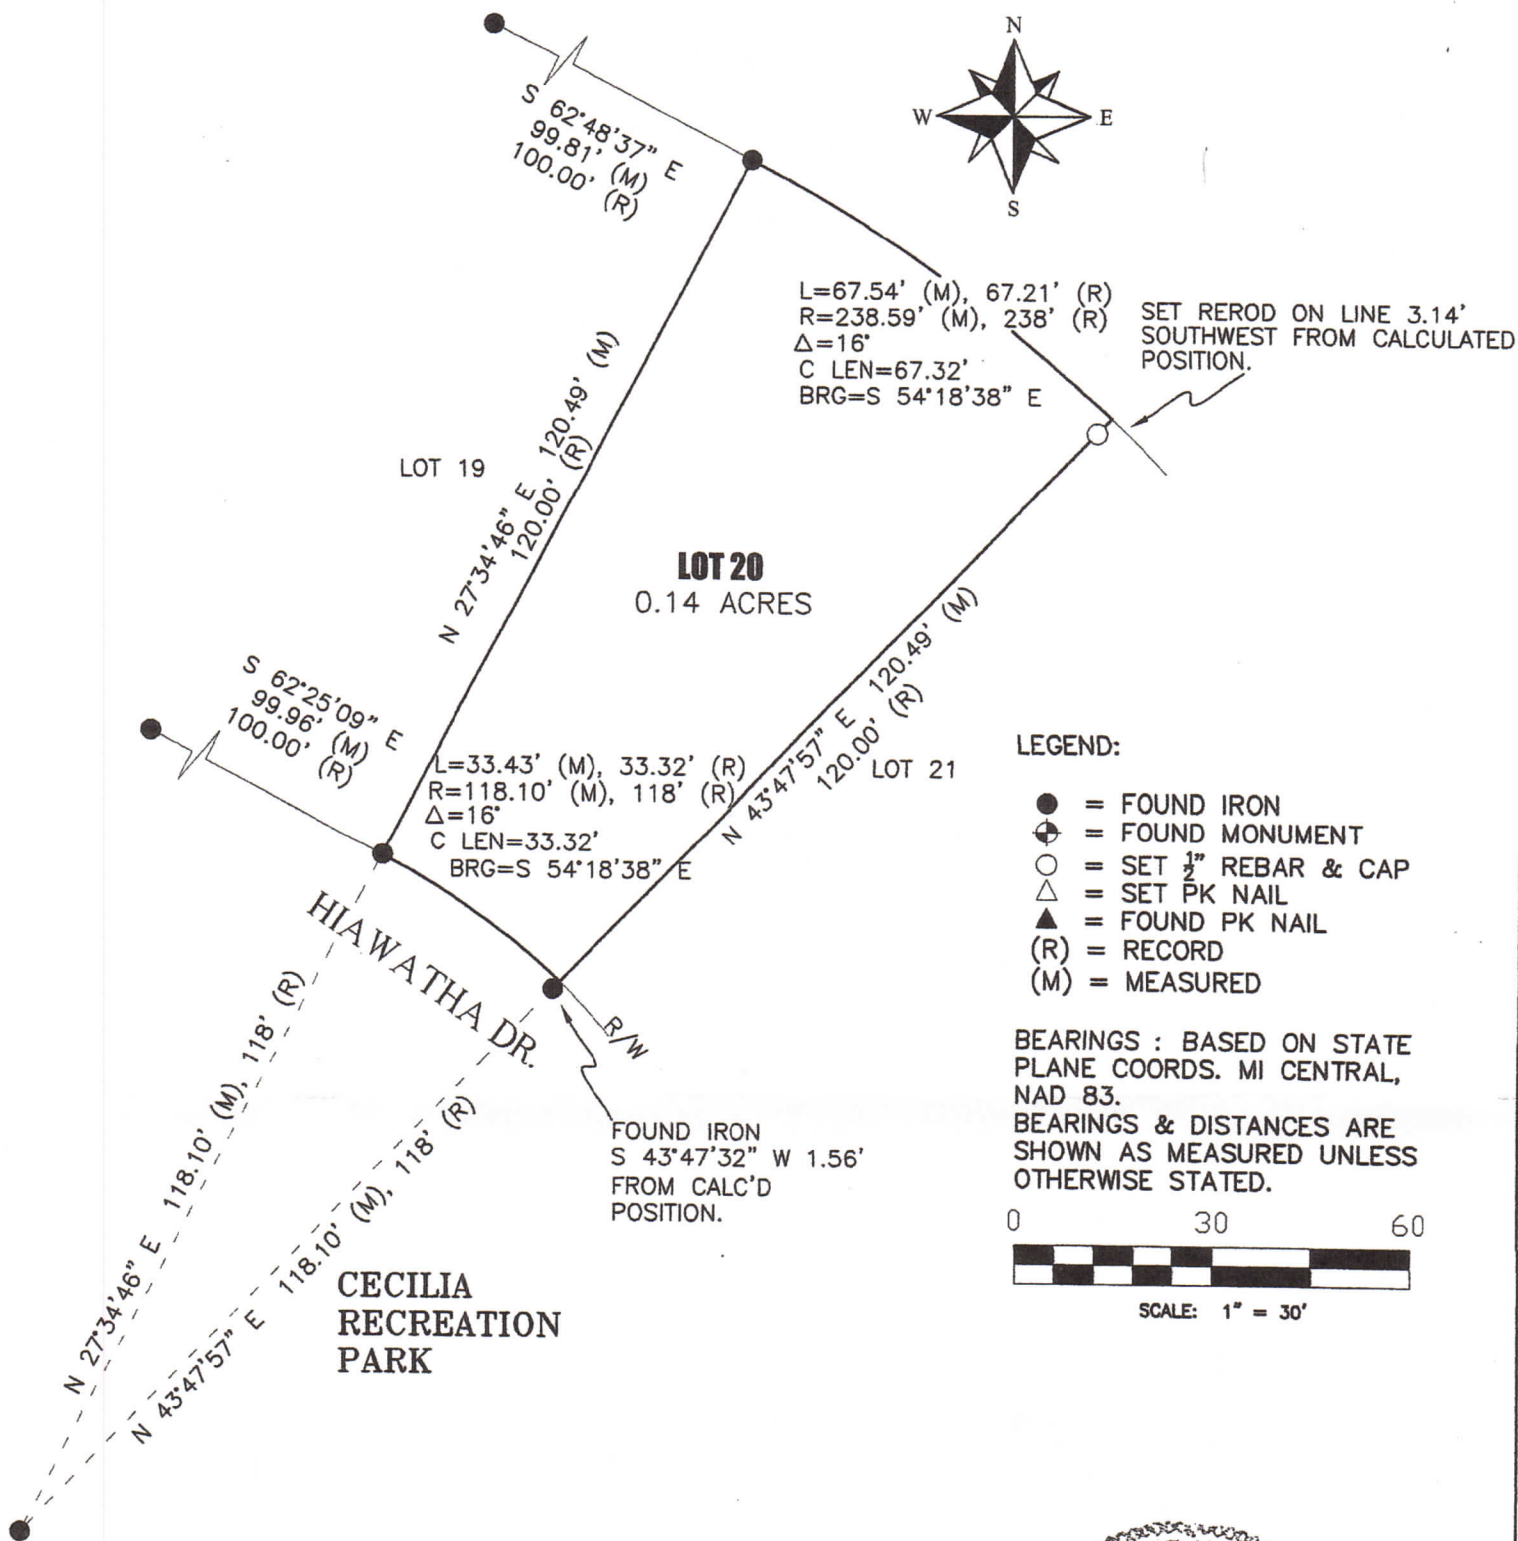 N
W
E
S
S 62°48'37" E
99.81' (M)
100.00' (R)
L=67.54' (M), 67.21' (R)
R=238.59' (M), 238' (R)
Δ=16°
C LEN=67.32'
BRG=S 54°18'38" E
SET REROD ON LINE 3.14'
SOUTHWEST FROM CALCULATED
POSITION.
LOT 19
N 27°34'46" E 120.49' (M)
120.00' (R)
LOT 20
0.14 ACRES
N 43°47'57" E 120.49' (M)
120.00' (R)
LOT 21
S 62°25'09" E
99.96' (M)
100.00' (R)
L=33.43' (M), 33.32' (R)
R=118.10' (M), 118' (R)
Δ=16°
C LEN=33.32'
BRG=S 54°18'38" E
HIAWATHA DR.
R/W
N 27°34'46" E 118.10' (M), 118' (R)
N 43°47'57" E 118.10' (M), 118' (R)
FOUND IRON
S 43°47'32" W 1.56'
FROM CALC'D
POSITION.
CECILIA
RECREATION
PARK
LEGEND:
= FOUND IRON
= FOUND MONUMENT
= SET 1/2" REBAR & CAP
= SET PK NAIL
= FOUND PK NAIL
(R) = RECORD
(M) = MEASURED
BEARINGS : BASED ON STATE
PLANE COORDS. MI CENTRAL,
NAD 83.
BEARINGS & DISTANCES ARE
SHOWN AS MEASURED UNLESS
OTHERWISE STATED.
0 30 60
SCALE: 1" = 30'